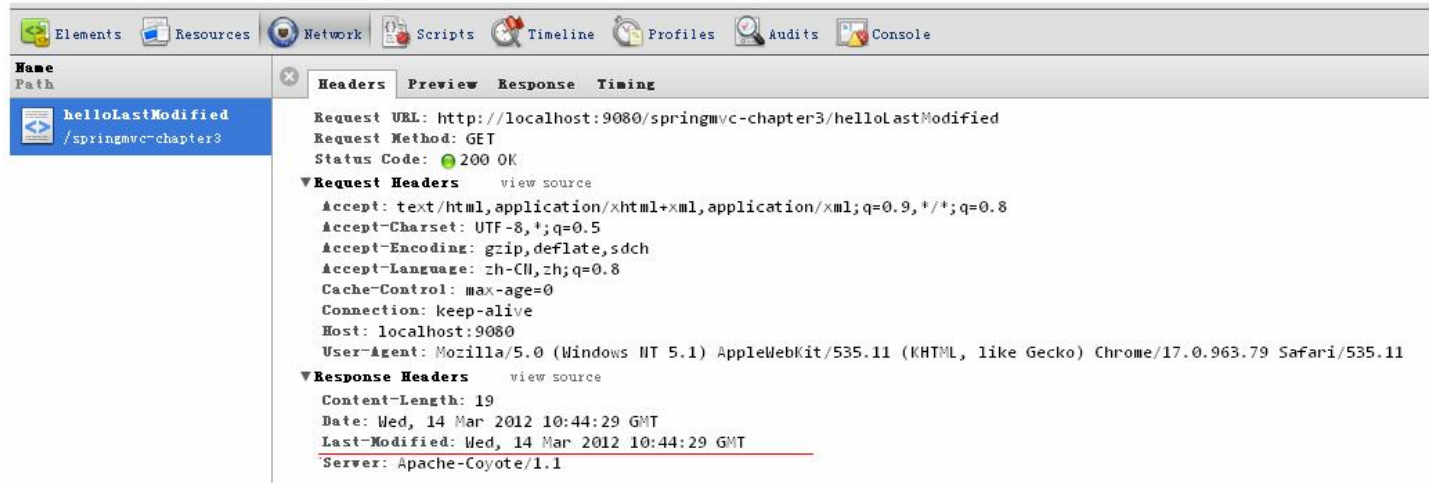 Elements Resources Network Scripts Timeline Profiles Audits Console
Name
Path
helloLastModified
/springmvc-chapter3
Headers Preview Response Timing
Request URL: http://localhost:9080/springmvc-chapter3/helloLastModified
Request Method: GET
Status Code: 200 OK
▼Request Headers view source
Accept: text/html,application/xhtml+xml,application/xml;q=0.9,*/*;q=0.8
Accept-Charset: UTF-8,*;q=0.5
Accept-Encoding: gzip,deflate,sdch
Accept-Language: zh-CN,zh;q=0.8
Cache-Control: max-age=0
Connection: keep-alive
Host: localhost:9080
User-Agent: Mozilla/5.0 (Windows NT 5.1) AppleWebKit/535.11 (KHTML, like Gecko) Chrome/17.0.963.79 Safari/535.11
▼Response Headers view source
Content-Length: 19
Date: Wed, 14 Mar 2012 10:44:29 GMT
Last-Modified: Wed, 14 Mar 2012 10:44:29 GMT
Server: Apache-Coyote/1.1